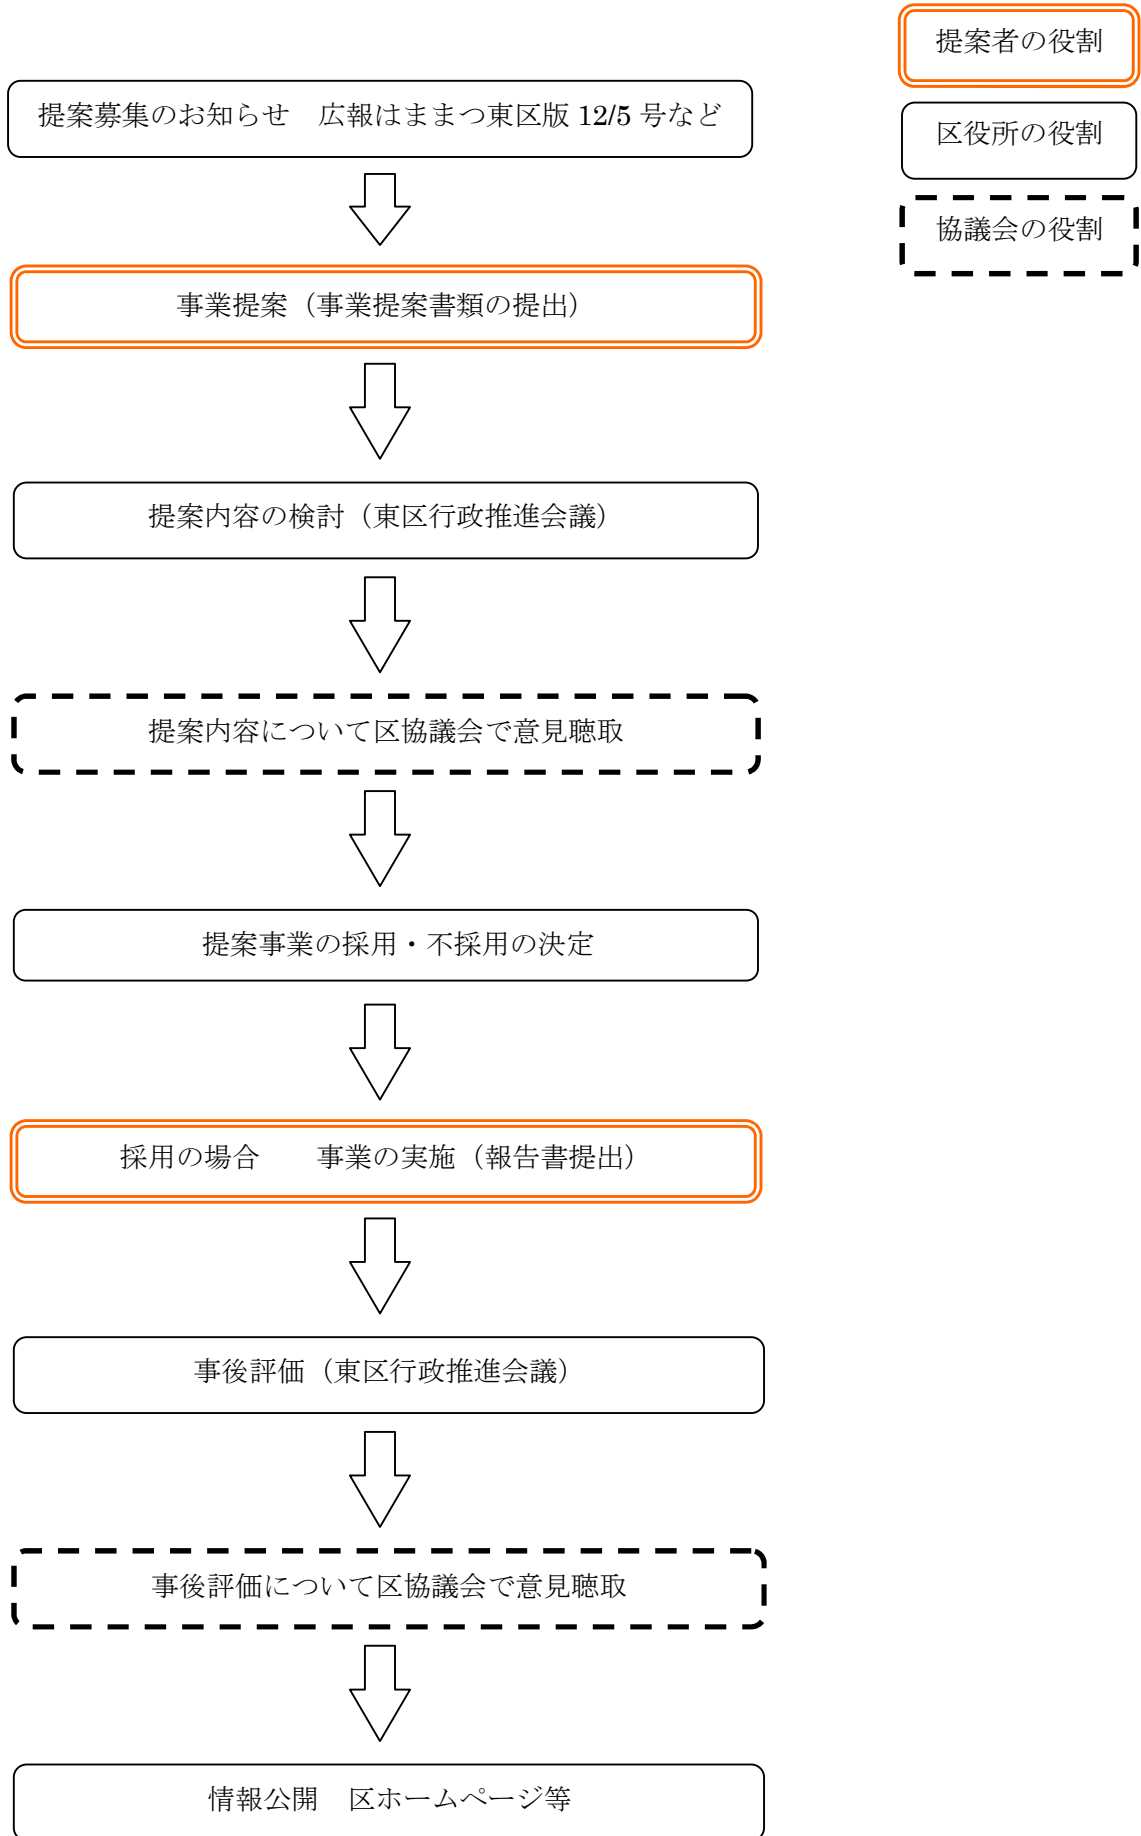 提案者の役割
提案募集のお知らせ　広報はままつ東区版 12/5 号など
区役所の役割
協議会の役割
事業提案（事業提案書類の提出）
提案内容の検討（東区行政推進会議）
提案内容について区協議会で意見聴取
提案事業の採用・不採用の決定
採用の場合　　事業の実施（報告書提出）
事後評価（東区行政推進会議）
事後評価について区協議会で意見聴取
情報公開　区ホームページ等